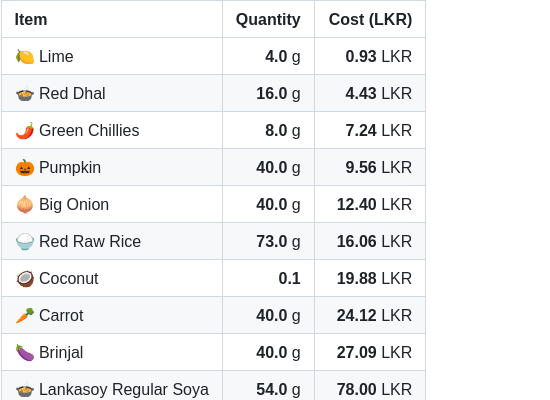 Item Quantity Cost (LKR)
🍋 Lime 4.0 g 0.93 LKR
🍲 Red Dhal 16.0 g 4.43 LKR
🌶️ Green Chillies 8.0 g 7.24 LKR
🎃 Pumpkin 40.0 g 9.56 LKR
🧅 Big Onion 40.0 g 12.40 LKR
🍚 Red Raw Rice 73.0 g 16.06 LKR
🥥 Coconut 0.1 19.88 LKR
🥕 Carrot 40.0 g 24.12 LKR
🍆 Brinjal 40.0 g 27.09 LKR
🍲 Lankasoy Regular Soya 54.0 g 78.00 LKR